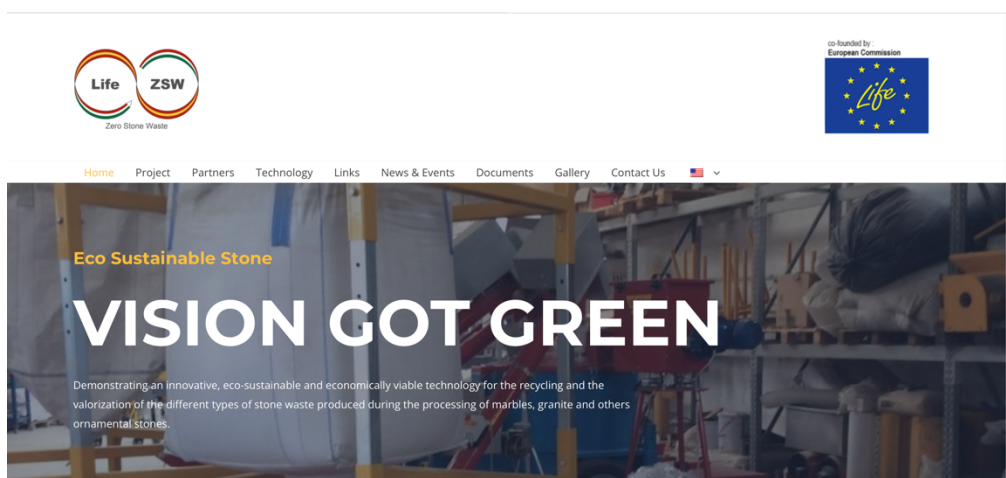 co-founded by :
European Commission
Life
Life ZSW
Zero Stone Waste
Home Project Partners Technology Links News & Events Documents Gallery Contact Us
Eco Sustainable Stone
VISION GOT GREEN
Demonstrating an innovative, eco-sustainable and economically viable technology for the recycling and the
valorization of the different types of stone waste produced during the processing of marbles, granite and others
ornamental stones.